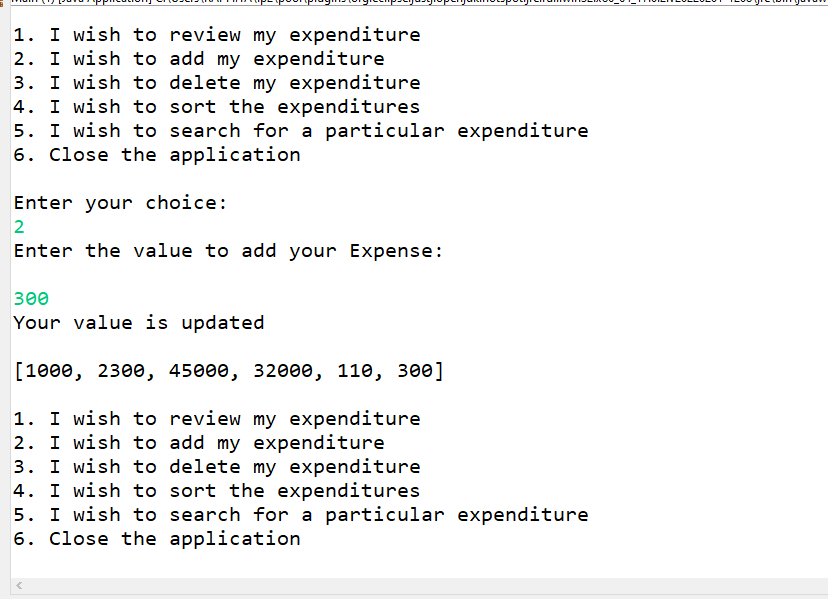 1. I wish to review my expenditure
2. I wish to add my expenditure
3. I wish to delete my expenditure
4. I wish to sort the expenditures
5. I wish to search for a particular expenditure
6. Close the application
Enter your choice:
2
Enter the value to add your Expense:
300
Your value is updated
[1000, 2300, 45000, 32000, 110, 300]
1. I wish to review my expenditure
2. I wish to add my expenditure
3. I wish to delete my expenditure
4. I wish to sort the expenditures
5. I wish to search for a particular expenditure
6. Close the application